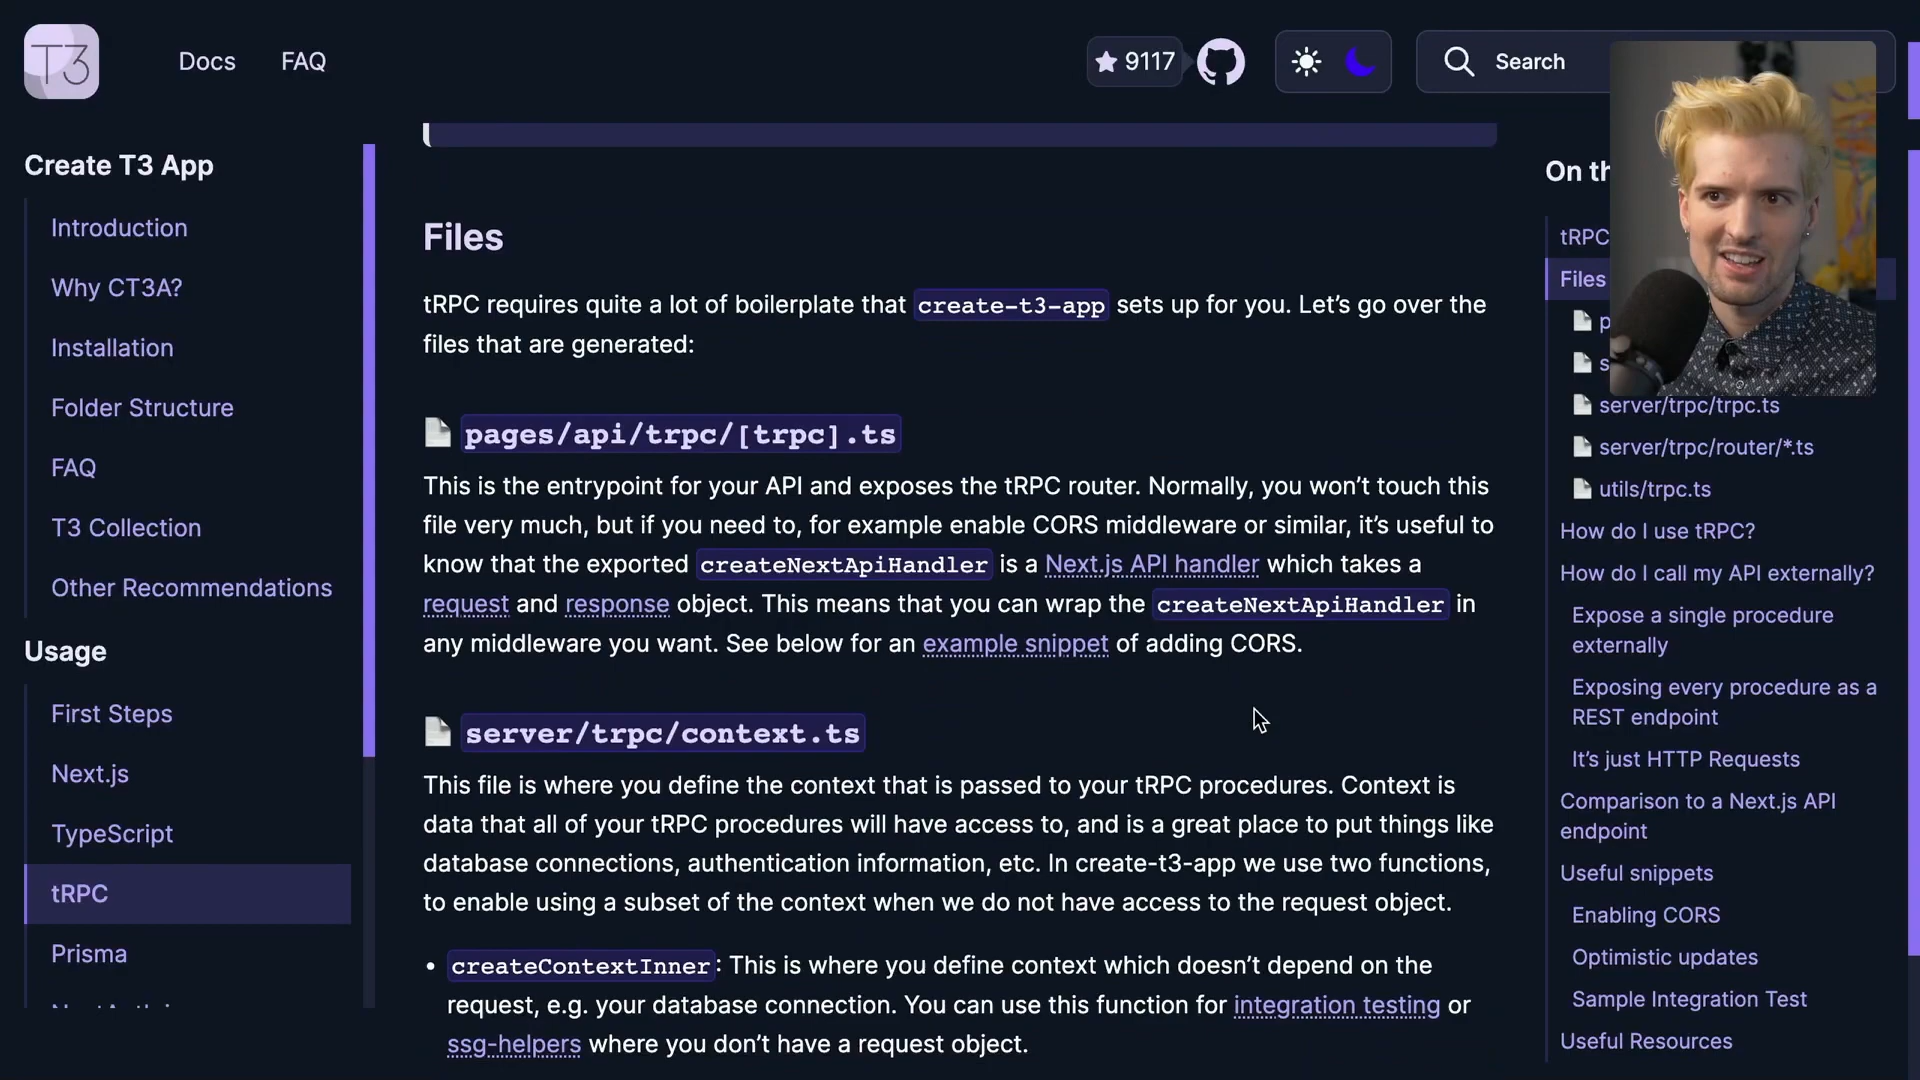 T3
Docs
FAQ
9117
Search
Create T3 App
Introduction
Why CT3A?
Installation
Folder Structure
FAQ
T3 Collection
Other Recommendations
Usage
First Steps
Next.js
TypeScript
tRPC
Prisma
Files
tRPC requires quite a lot of boilerplate that create-t3-app sets up for you. Let’s go over the
files that are generated:
pages/api/trpc/[trpc].ts
This is the entrypoint for your API and exposes the tRPC router. Normally, you won’t touch this
file very much, but if you need to, for example enable CORS middleware or similar, it’s useful to
know that the exported createNextApiHandler is a Next.js API handler which takes a
request and response object. This means that you can wrap the createNextApiHandler in
any middleware you want. See below for an example snippet of adding CORS.
server/trpc/context.ts
This file is where you define the context that is passed to your tRPC procedures. Context is
data that all of your tRPC procedures will have access to, and is a great place to put things like
database connections, authentication information, etc. In create-t3-app we use two functions,
to enable using a subset of the context when we do not have access to the request object.
• createContextInner: This is where you define context which doesn’t depend on the
request, e.g. your database connection. You can use this function for integration testing or
ssg-helpers where you don’t have a request object.
On
tRPC
Files
server/trpc/trpc.ts
server/trpc/router/*.ts
utils/trpc.ts
How do I use tRPC?
How do I call my API externally?
Expose a single procedure
externally
Exposing every procedure as a
REST endpoint
It’s just HTTP Requests
Comparison to a Next.js API
endpoint
Useful snippets
Enabling CORS
Optimistic updates
Sample Integration Test
Useful Resources